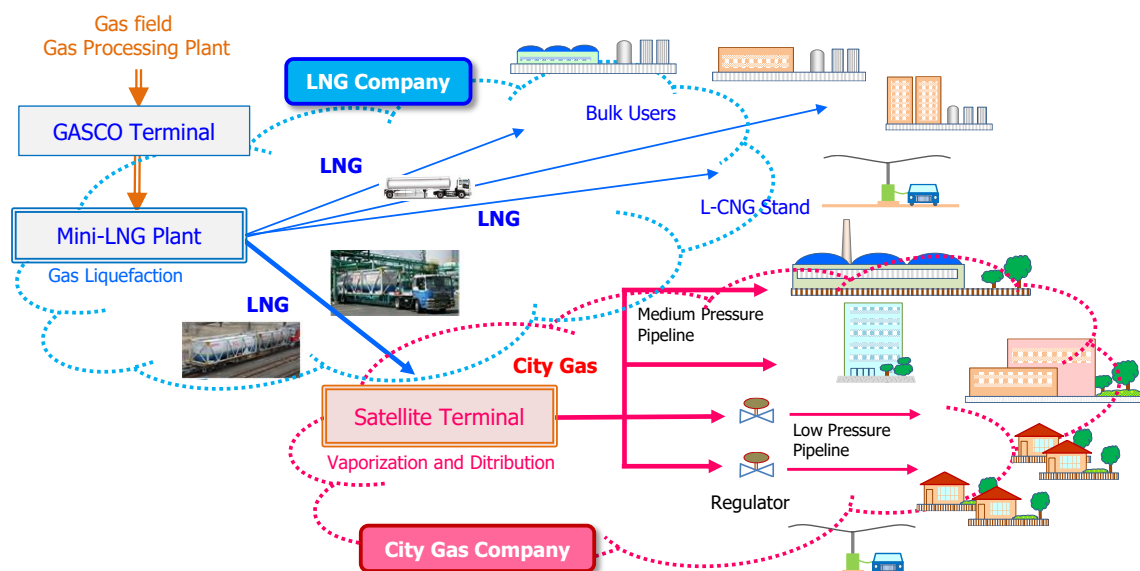 Gas field
Gas Processing Plant
LNG Company
GASCO Terminal
Bulk Users
LNG
LNG
L-CNG Stand
Mini-LNG Plant
Gas Liquefaction
LNG
Medium Pressure
Pipeline
City Gas
Satellite Terminal
Low Pressure
Pipeline
Vaporization and Ditribution
Regulator
City Gas Company